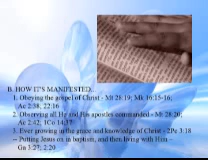 B. HOW IT'S MANIFESTED...
1. Obeying the gospel of Christ - Mt 28:19; Mk 16:15-16;
Ac 2:38; 22:16
2. Observing all He and His apostles commanded - Mt 28:20;
Ac 2:42; 1Co 14:37
3. Ever growing in the grace and knowledge of Christ - 2Pe 3:18
-- Putting Jesus on in baptism, and then living with Him -
Ga 3:27; 2:20